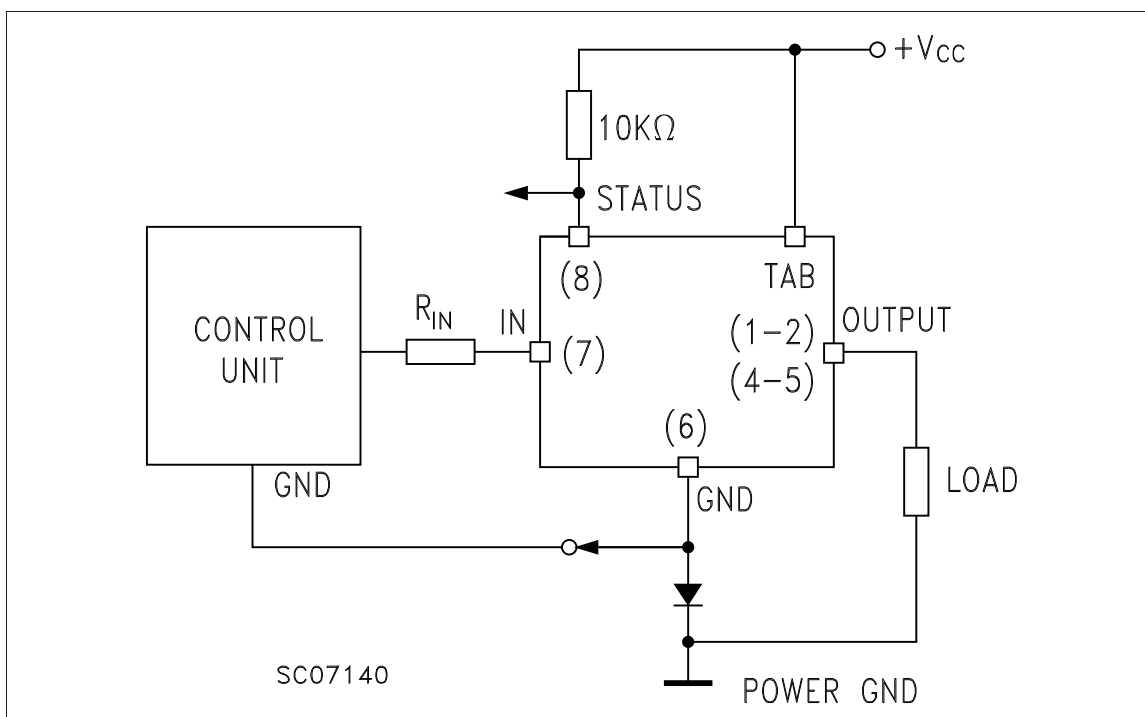 +VCC
10KΩ
STATUS
(8)
TAB
CONTROL
UNIT
RIN
IN
(7)
OUTPUT
(1-2)
(4-5)
(6)
GND
GND
LOAD
SC07140
POWER GND